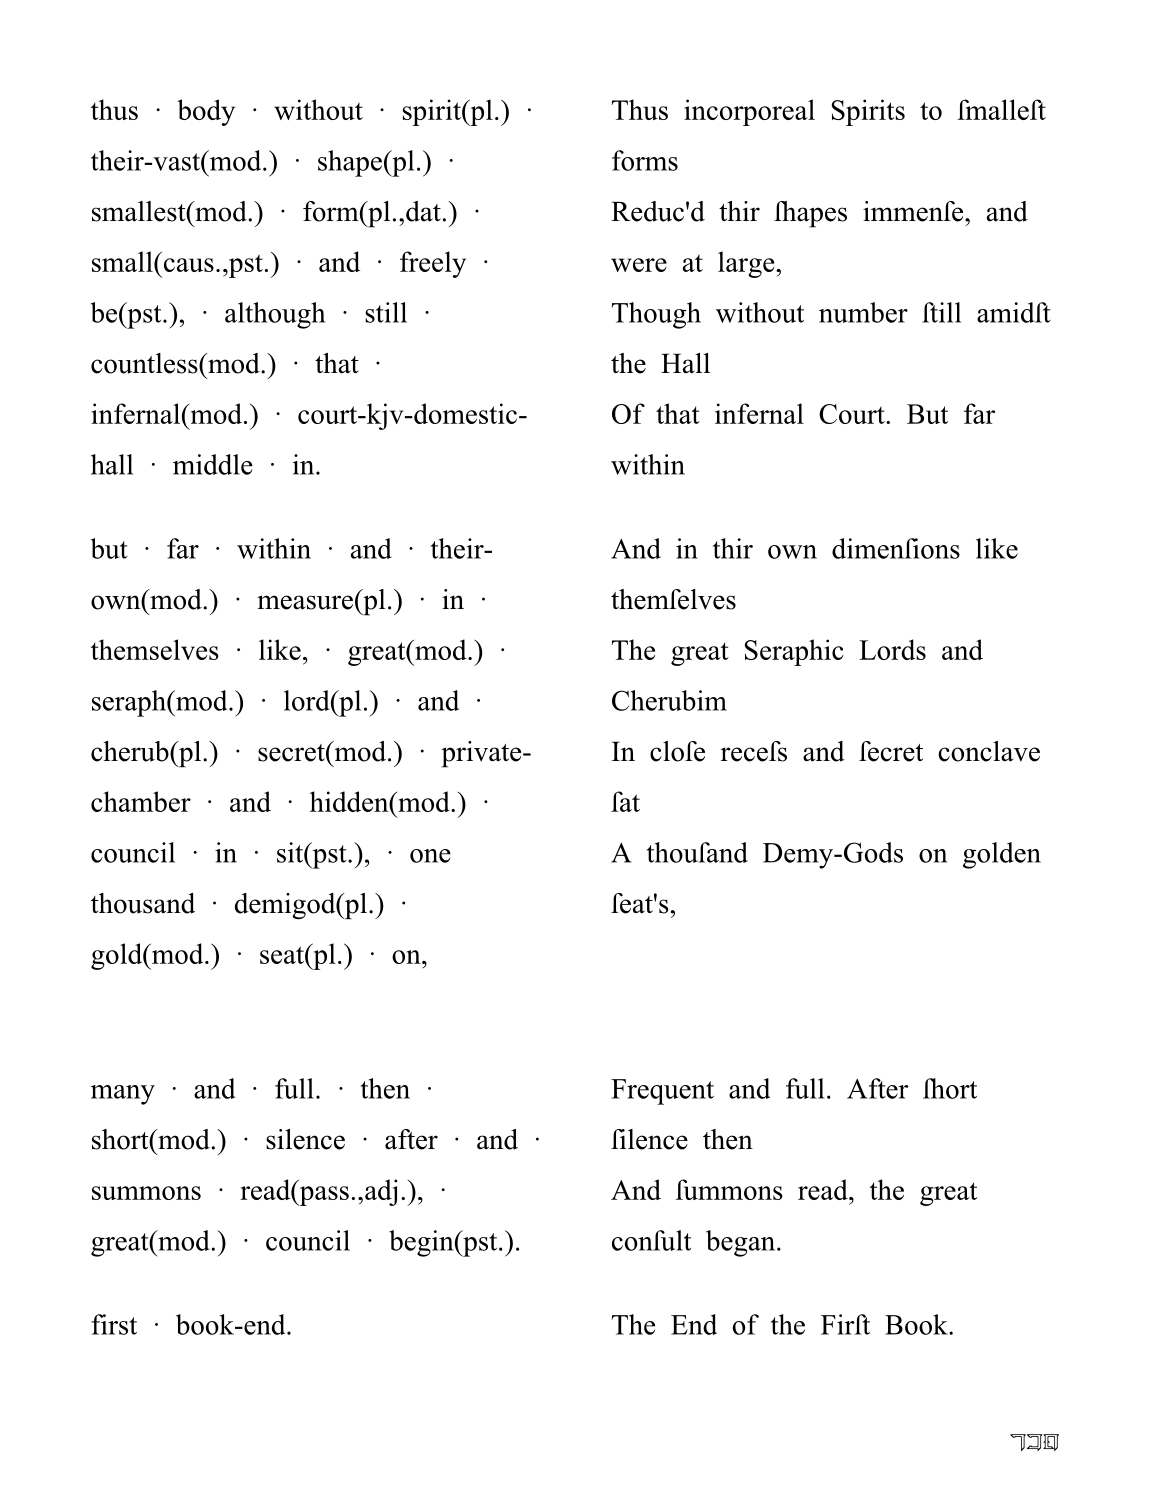 thus · body · without · spirit(pl.) ·
their-vast(mod.) · shape(pl.) ·
smallest(mod.) · form(pl.,dat.) ·
small(caus.,pst.) · and · freely ·
be(pst.), · although · still ·
countless(mod.) · that ·
infernal(mod.) · court-kjv-domestic-
hall · middle · in.
but · far · within · and · their-
own(mod.) · measure(pl.) · in ·
themselves · like, · great(mod.) ·
seraph(mod.) · lord(pl.) · and ·
cherub(pl.) · secret(mod.) · private-
chamber · and · hidden(mod.) ·
council · in · sit(pst.), · one
thousand · demigod(pl.) ·
gold(mod.) · seat(pl.) · on,
many · and · full. · then ·
short(mod.) · silence · after · and ·
summons · read(pass.,adj.), ·
great(mod.) · council · begin(pst.).
first · book-end.
Thus incorporeal Spirits to ſmalleſt
forms
Reduc'd thir ſhapes immenſe, and
were at large,
Though without number ſtill amidſt
the Hall
Of that infernal Court. But far
within
And in thir own dimenſions like
themſelves
The great Seraphic Lords and
Cherubim
In cloſe receſs and ſecret conclave
ſat
A thouſand Demy-Gods on golden
ſeat's,
Frequent and full. After ſhort
ſilence then
And ſummons read, the great
conſult began.
The End of the Firſt Book.